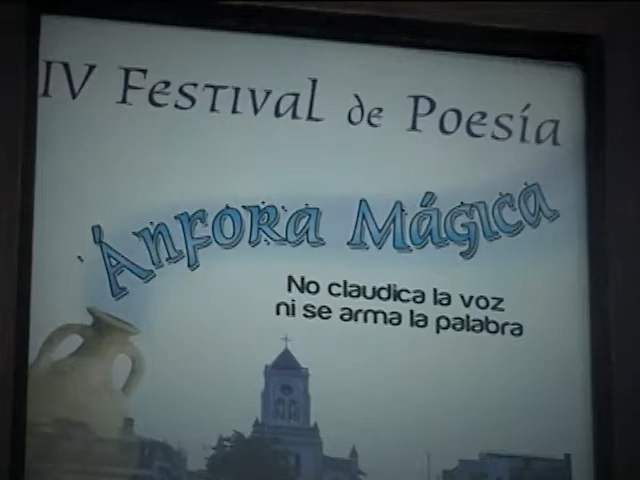 IV Festival de Poesía
Ánfora Mágica
No claudica la voz
ni se arma la palabra